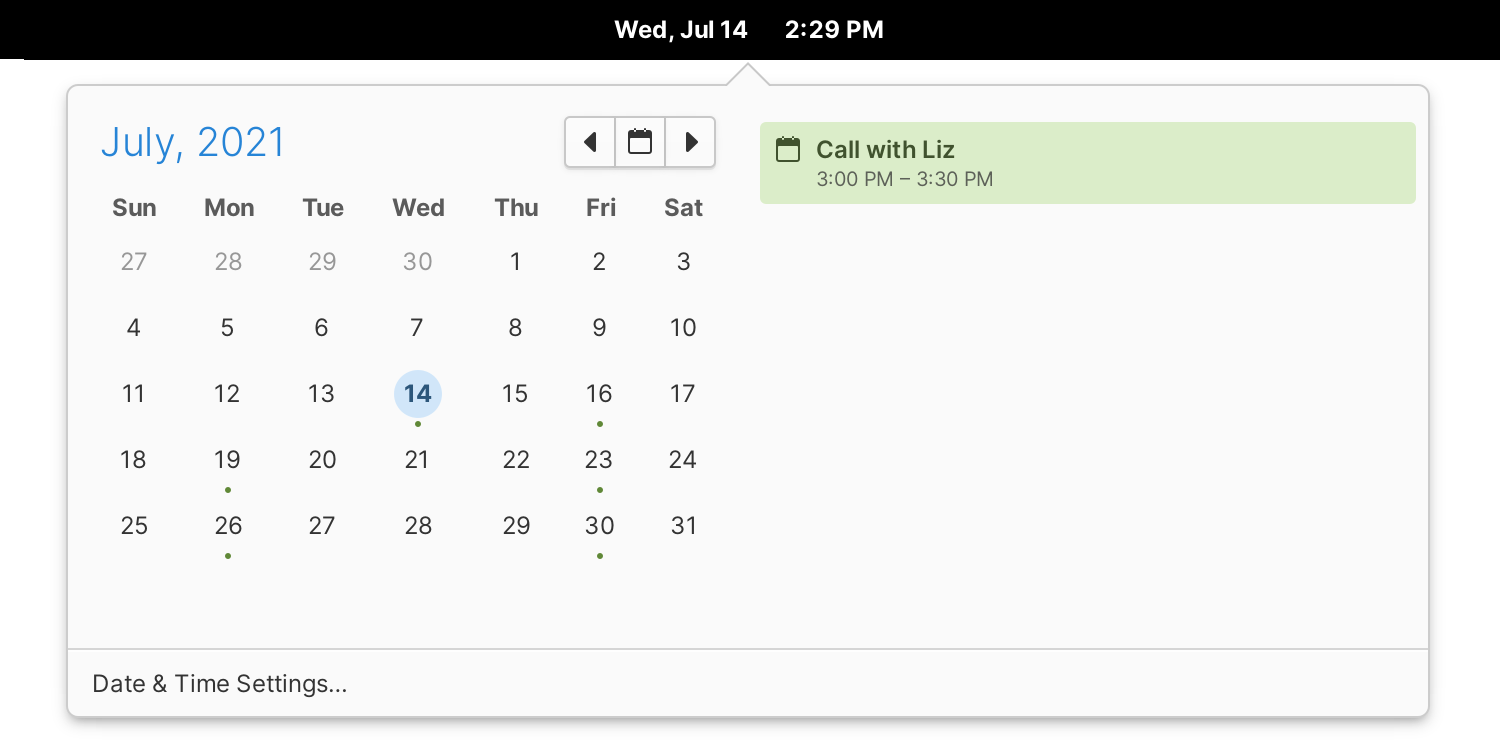 Wed, Jul 14 2:29 PM
July, 2021
Sun Mon Tue Wed Thu Fri Sat
27 28 29 30 1 2 3
4 5 6 7 8 9 10
11 12 13 14 15 16 17
18 19 20 21 22 23 24
25 26 27 28 29 30 31
Call with Liz
3:00 PM – 3:30 PM
Date & Time Settings...